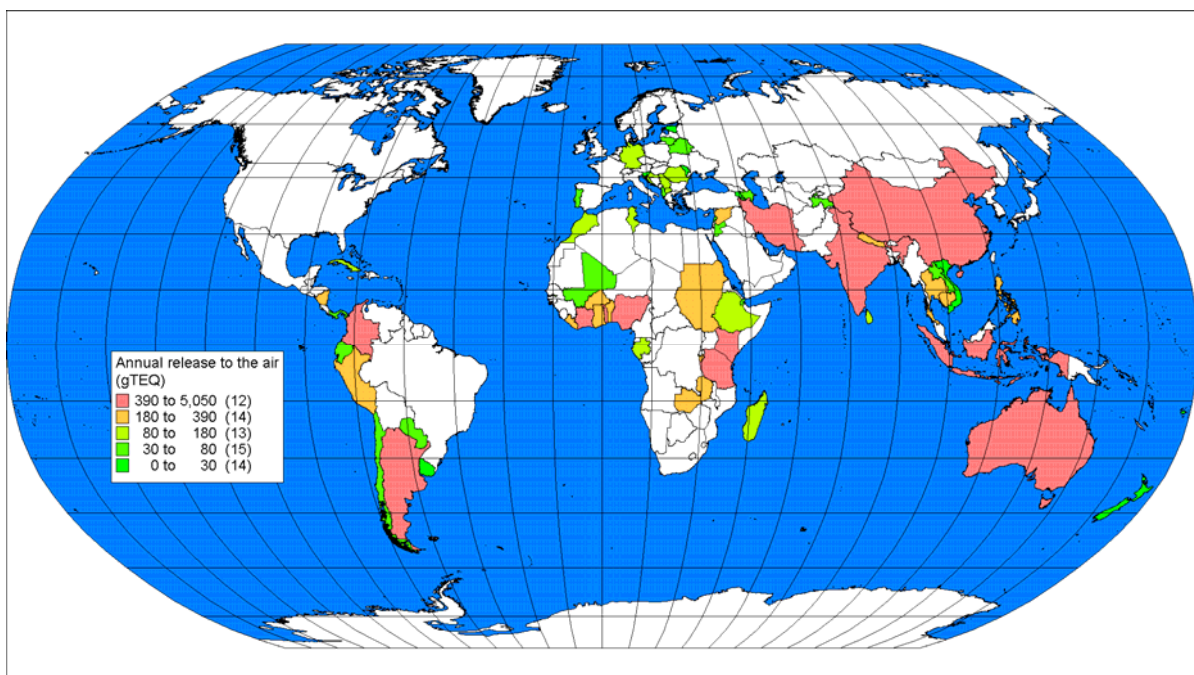 Annual release to the air
(gTEQ)
390 to 5,050 (12)
180 to 390 (14)
80 to 180 (13)
30 to 80 (15)
0 to 30 (14)